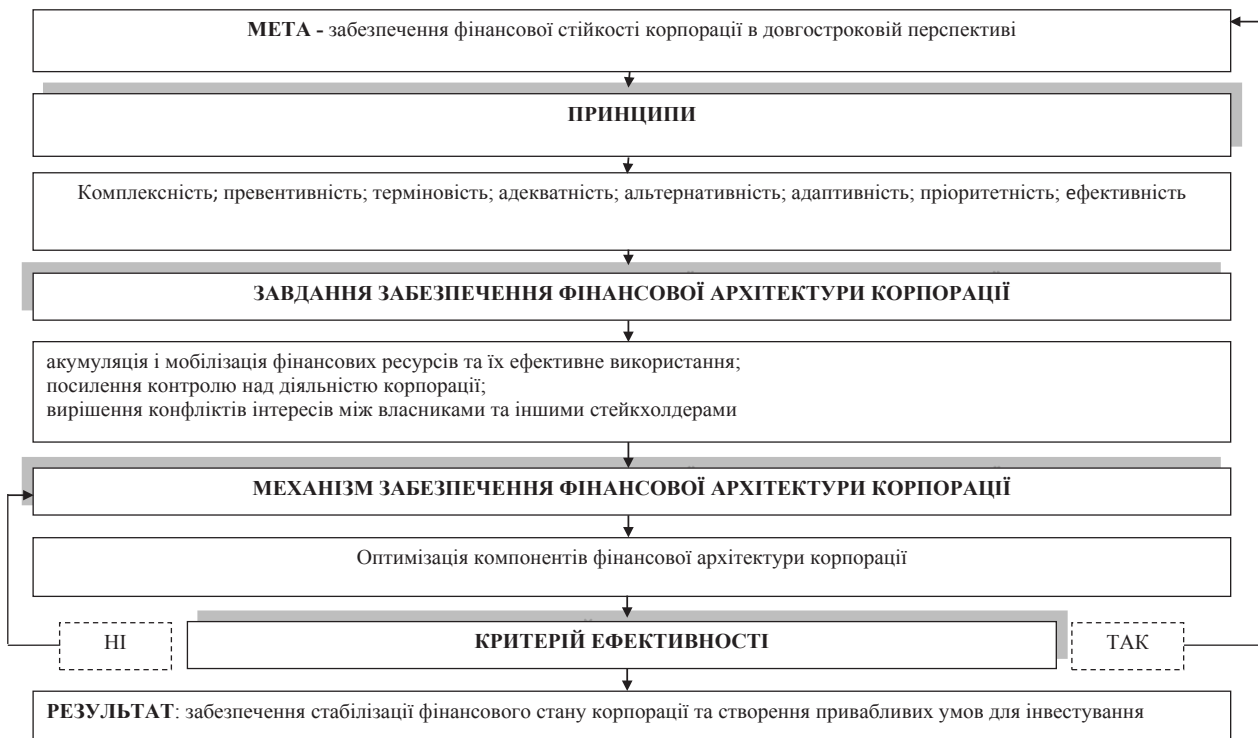 МЕТА - забезпечення фінансової стійкості корпорації в довгостроковій перспективі
ПРИНЦИПИ
Комплексність; превентивність; терміновість; адекватність; альтернативність; адаптивність; пріоритетність; ефективність
ЗАВДАННЯ ЗАБЕЗПЕЧЕННЯ ФІНАНСОВОЇ АРХІТЕКТУРИ КОРПОРАЦІЇ
акумуляція і мобілізація фінансових ресурсів та їх ефективне використання;
посилення контролю над діяльністю корпорації;
вирішення конфліктів інтересів між власниками та іншими стейкхолдерами
МЕХАНІЗМ ЗАБЕЗПЕЧЕННЯ ФІНАНСОВОЇ АРХІТЕКТУРИ КОРПОРАЦІЇ
Оптимізація компонентів фінансової архітектури корпорації
НІ
КРИТЕРІЙ ЕФЕКТИВНОСТІ
ТАК
РЕЗУЛЬТАТ: забезпечення стабілізації фінансового стану корпорації та створення привабливих умов для інвестування